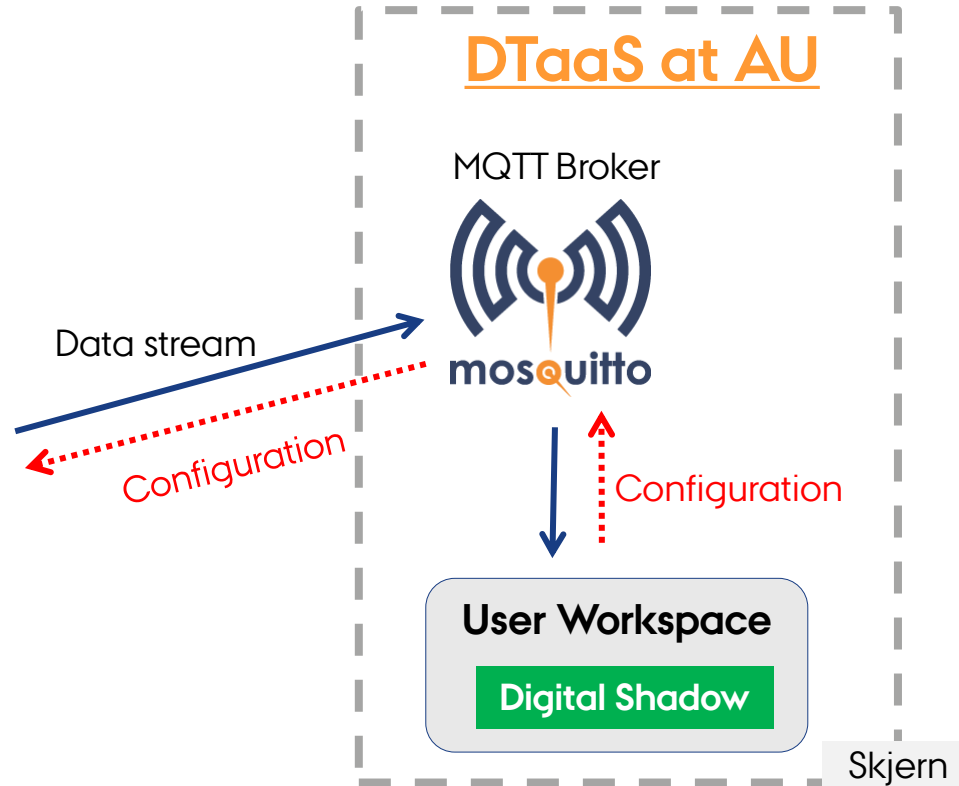 DTaaS at AU
MQTT Broker
mosquitto
Data stream
Configuration
Configuration
User Workspace
Digital Shadow
Skjern